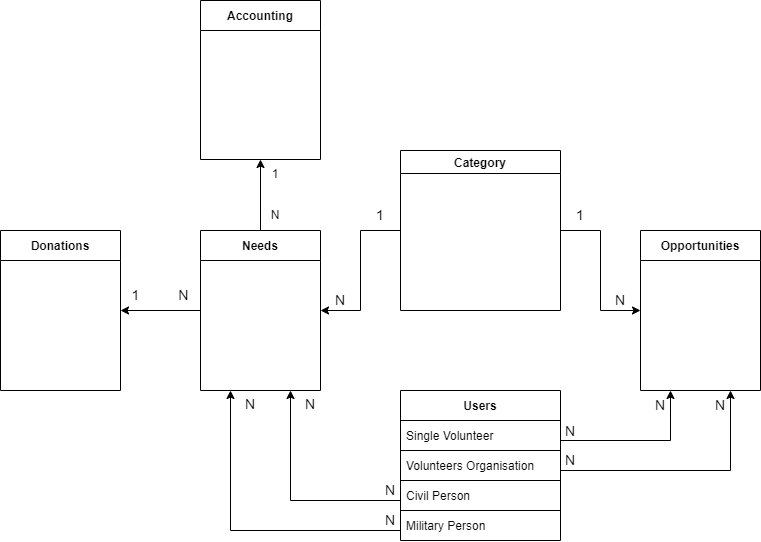 Accounting
1
N
Category
1
1
Donations
Needs
Opportunities
1
N
N
N
N
N
N
N
Users
Single Volunteer
N
Volunteers Organisation
N
Civil Person
N
Military Person
N